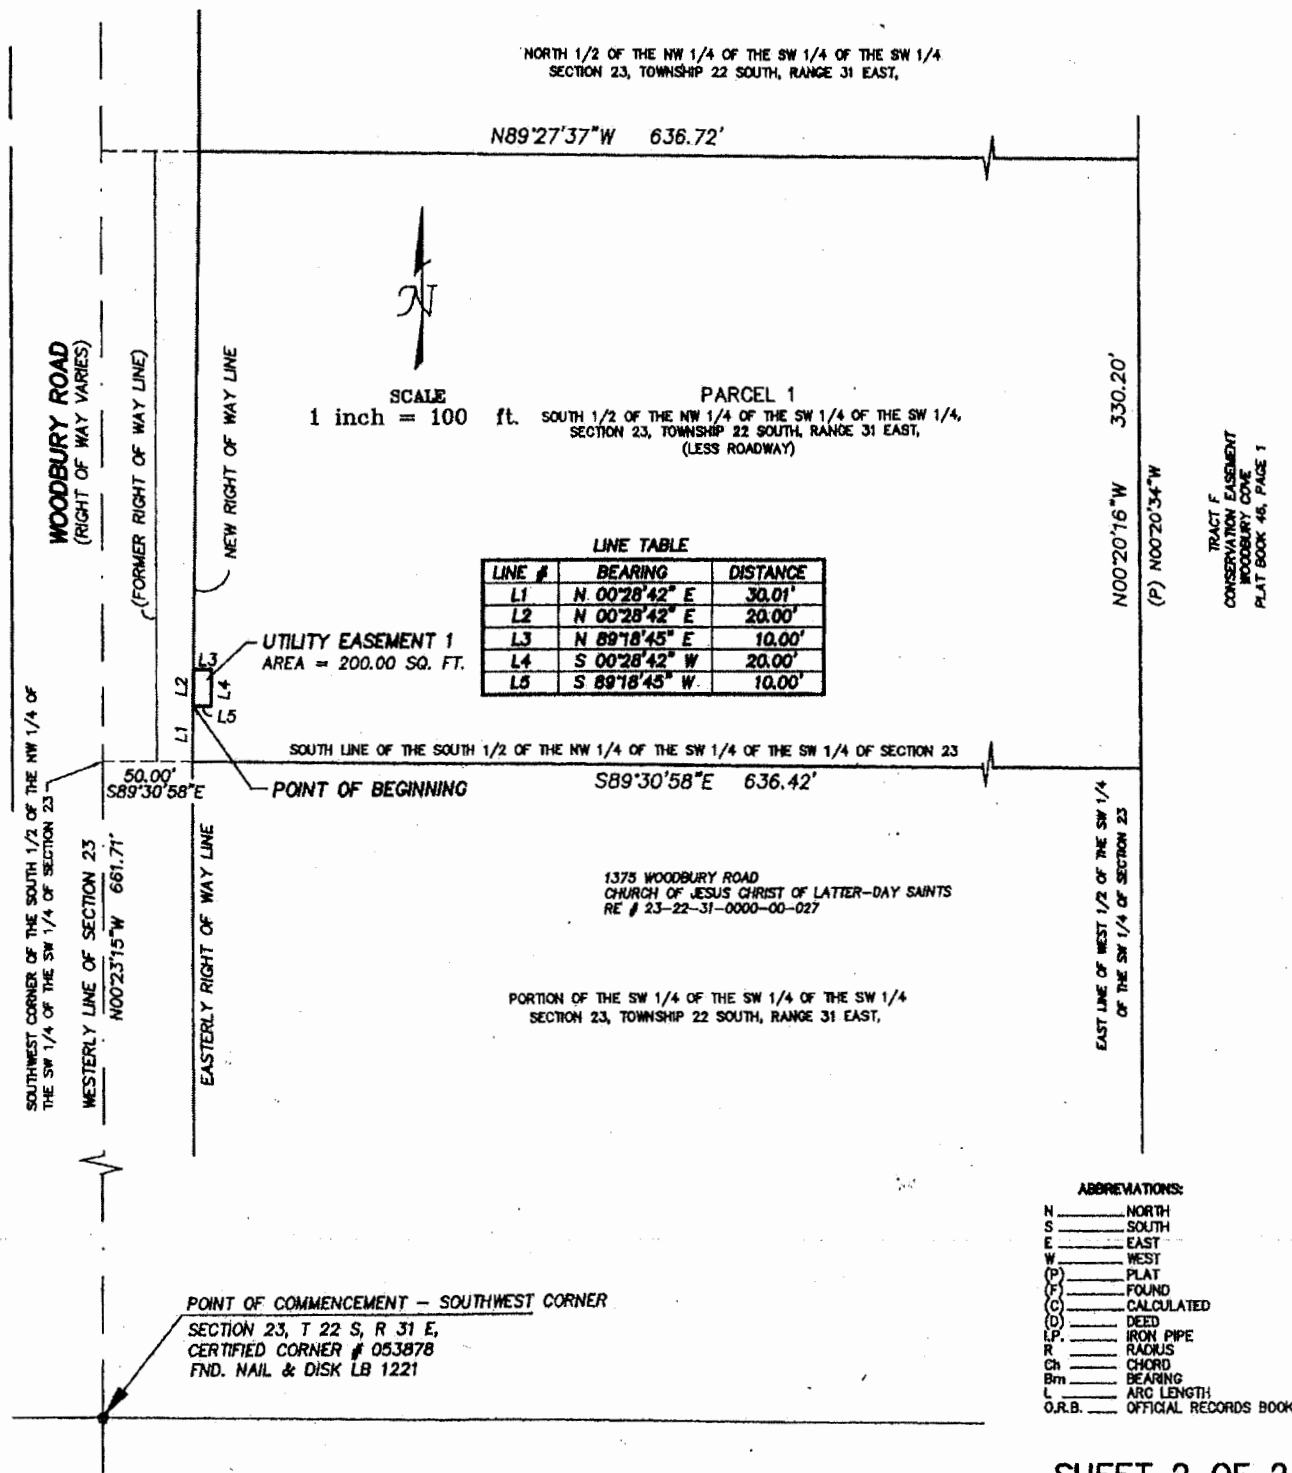 NORTH 1/2 OF THE NW 1/4 OF THE SW 1/4 OF THE SW 1/4
SECTION 23, TOWNSHIP 22 SOUTH, RANGE 31 EAST,
N89°27'37"W 636.72'
N
SCALE
1 inch = 100 ft.
PARCEL 1
SOUTH 1/2 OF THE NW 1/4 OF THE SW 1/4 OF THE SW 1/4,
SECTION 23, TOWNSHIP 22 SOUTH, RANGE 31 EAST,
(LESS ROADWAY)
WOODBURY ROAD
(RIGHT OF WAY VARIES)
(FORMER RIGHT OF WAY LINE)
NEW RIGHT OF WAY LINE
N00°20'16"W 330.20'
(P) N00°20'34"W
TRACT F
CONSERVATION EASEMENT
WOODBURY COVE
PLAT BOOK 46, PAGE 1
LINE TABLE
LINE # BEARING DISTANCE
L1 N 00°28'42" E 30.01'
L2 N 00°28'42" E 20.00'
L3 N 89°18'45" E 10.00'
L4 S 00°28'42" W 20.00'
L5 S 89°18'45" W 10.00'
UTILITY EASEMENT 1
AREA = 200.00 SQ. FT.
L3
L2
L4
L5
L1
SOUTH LINE OF THE SOUTH 1/2 OF THE NW 1/4 OF THE SW 1/4 OF THE SW 1/4 OF SECTION 23
S89°30'58"E 636.42'
50.00'
S89°30'58"E
POINT OF BEGINNING
SOUTHWEST CORNER OF THE SOUTH 1/2 OF THE NW 1/4 OF
THE SW 1/4 OF THE SW 1/4 OF SECTION 23
WESTERLY LINE OF SECTION 23
N00°23'15"W 661.71'
EASTERLY RIGHT OF WAY LINE
1375 WOODBURY ROAD
CHURCH OF JESUS CHRIST OF LATTER-DAY SAINTS
RE # 23-22-31-0000-00-027
PORTION OF THE SW 1/4 OF THE SW 1/4 OF THE SW 1/4
SECTION 23, TOWNSHIP 22 SOUTH, RANGE 31 EAST,
EAST LINE OF WEST 1/2 OF THE SW 1/4
OF THE SW 1/4 OF SECTION 23
POINT OF COMMENCEMENT – SOUTHWEST CORNER
SECTION 23, T 22 S, R 31 E,
CERTIFIED CORNER # 053878
FND. NAIL & DISK LB 1221
ABBREVIATIONS:
N ______ NORTH
S ______ SOUTH
E ______ EAST
W ______ WEST
(P) ______ PLAT
(F) ______ FOUND
(C) ______ CALCULATED
(D) ______ DEED
I.P. ______ IRON PIPE
R ______ RADIUS
Ch ______ CHORD
Brn ______ BEARING
L ______ ARC LENGTH
O.R.B. ____ OFFICIAL RECORDS BOOK